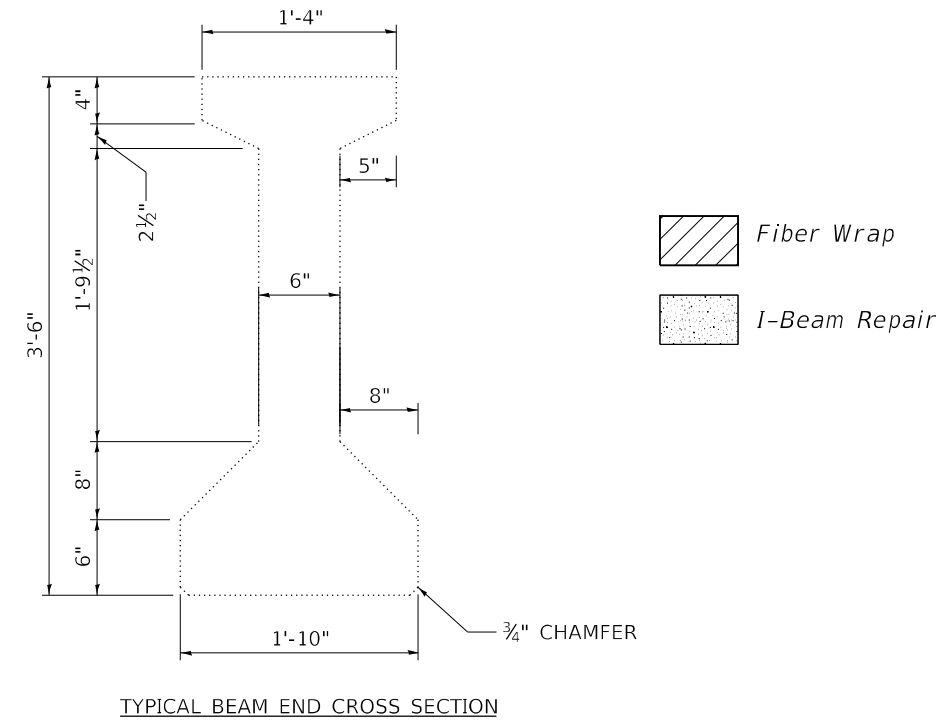 1'-4"
4"
5"
2½"
Fiber Wrap
1'-9½"
6"
I-Beam Repair
3'-6"
8"
8"
6"
¾" CHAMFER
1'-10"
TYPICAL BEAM END CROSS SECTION